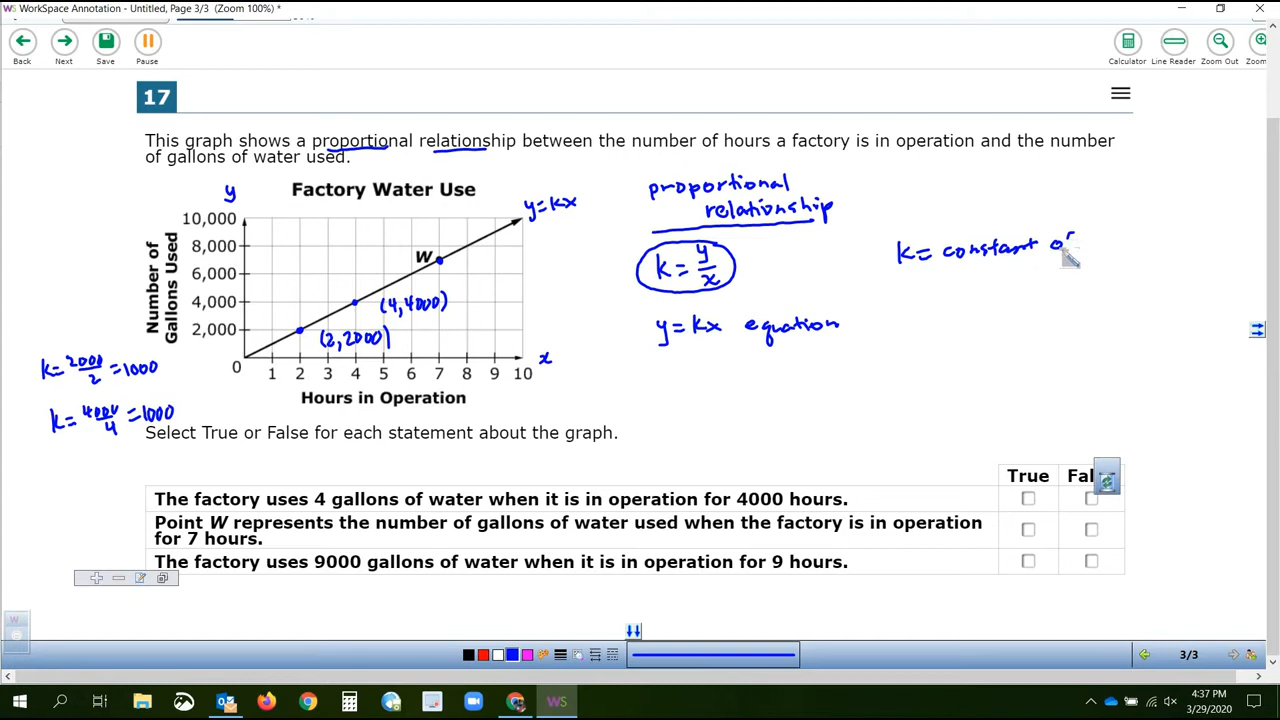 WorkSpace Annotation - Untitled, Page 3/3 (Zoom 100%) *
Back Next Save Pause Calculator Line Reader Zoom Out Zoom
17
This graph shows a proportional relationship between the number of hours a factory is in operation and the number
of gallons of water used.
y
Factory Water Use
y=kx
10,000
8,000
6,000
4,000
2,000
0
Number of
Gallons Used
W
(4,4000)
(2,2000)
x
1 2 3 4 5 6 7 8 9 10
Hours in Operation
k=2000/2=1000
k=4000/4=1000
proportional
relationship
k=y/x
y=kx equation
k= constant of
Select True or False for each statement about the graph.
True Fal
The factory uses 4 gallons of water when it is in operation for 4000 hours.
Point W represents the number of gallons of water used when the factory is in operation
for 7 hours.
The factory uses 9000 gallons of water when it is in operation for 9 hours.
3/3
WS
4:37 PM
3/29/2020